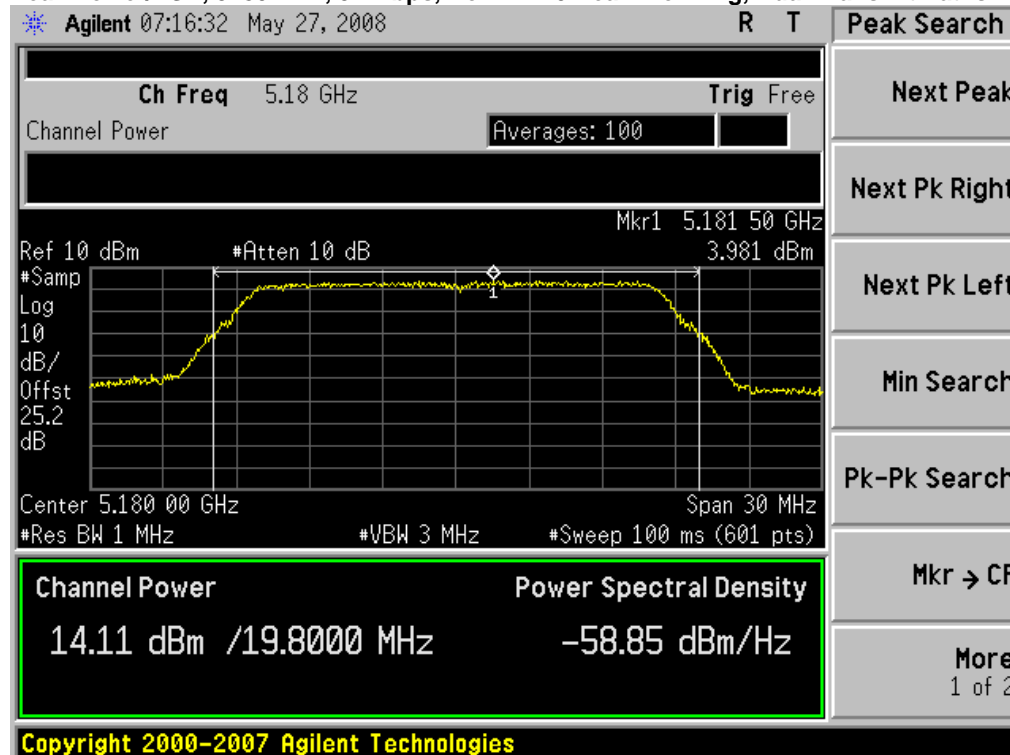 Agilent 07:16:32 May 27, 2008 R T
Peak Search
Ch Freq 5.18 GHz Trig Free
Channel Power Averages: 100
Mkr1 5.181 50 GHz
Ref 10 dBm #Atten 10 dB 3.981 dBm
#Samp
Log
10
dB/
Offst
25.2
dB
1
Center 5.180 00 GHz Span 30 MHz
#Res BW 1 MHz #VBW 3 MHz #Sweep 100 ms (601 pts)
Channel Power Power Spectral Density
14.11 dBm /19.8000 MHz -58.85 dBm/Hz
Next Peak
Next Pk Right
Next Pk Left
Min Search
Pk-Pk Search
Mkr → CF
More
1 of 2
Copyright 2000-2007 Agilent Technologies